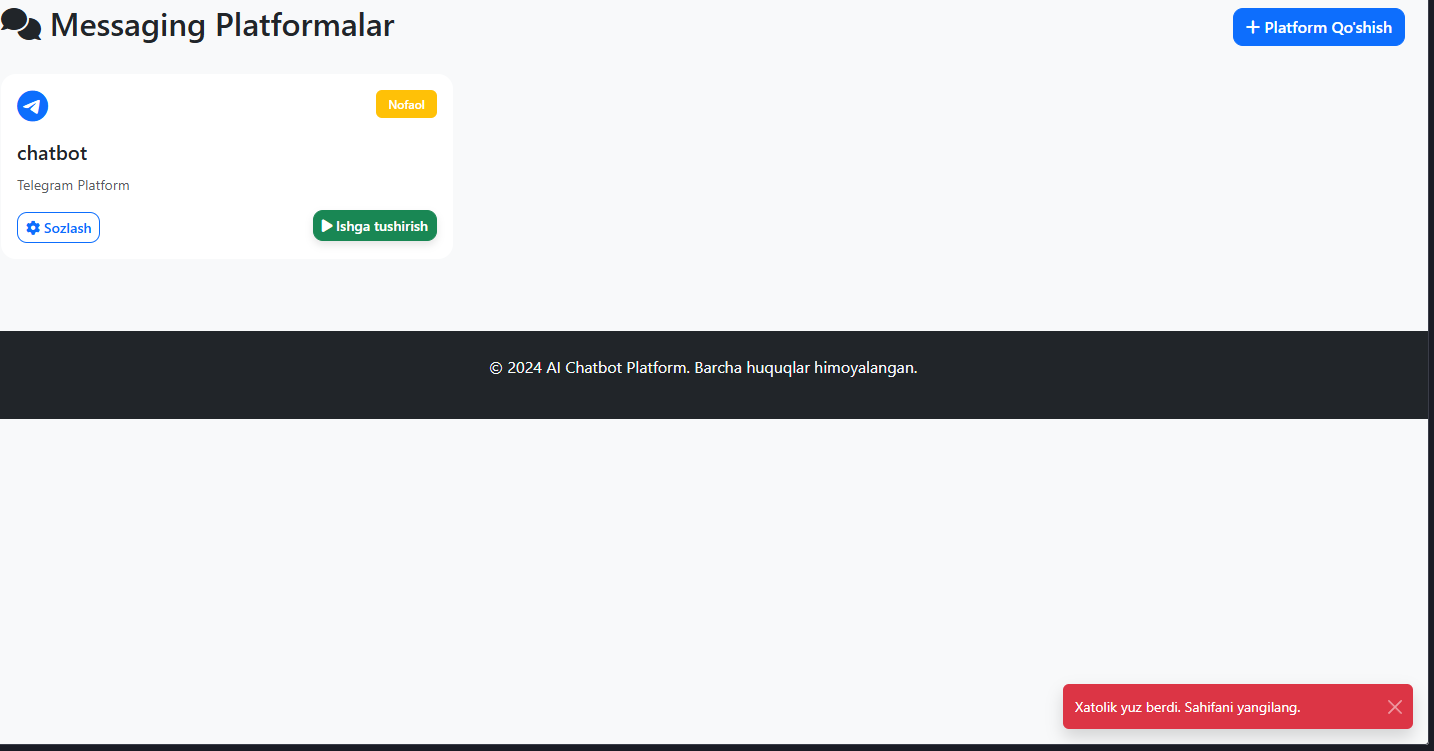 Messaging Platformalar
+ Platform Qo'shish
Nofaol
chatbot
Telegram Platform
Sozlash
Ishga tushirish
© 2024 AI Chatbot Platform. Barcha huquqlar himoyalangan.
Xatolik yuz berdi. Sahifani yangilang.